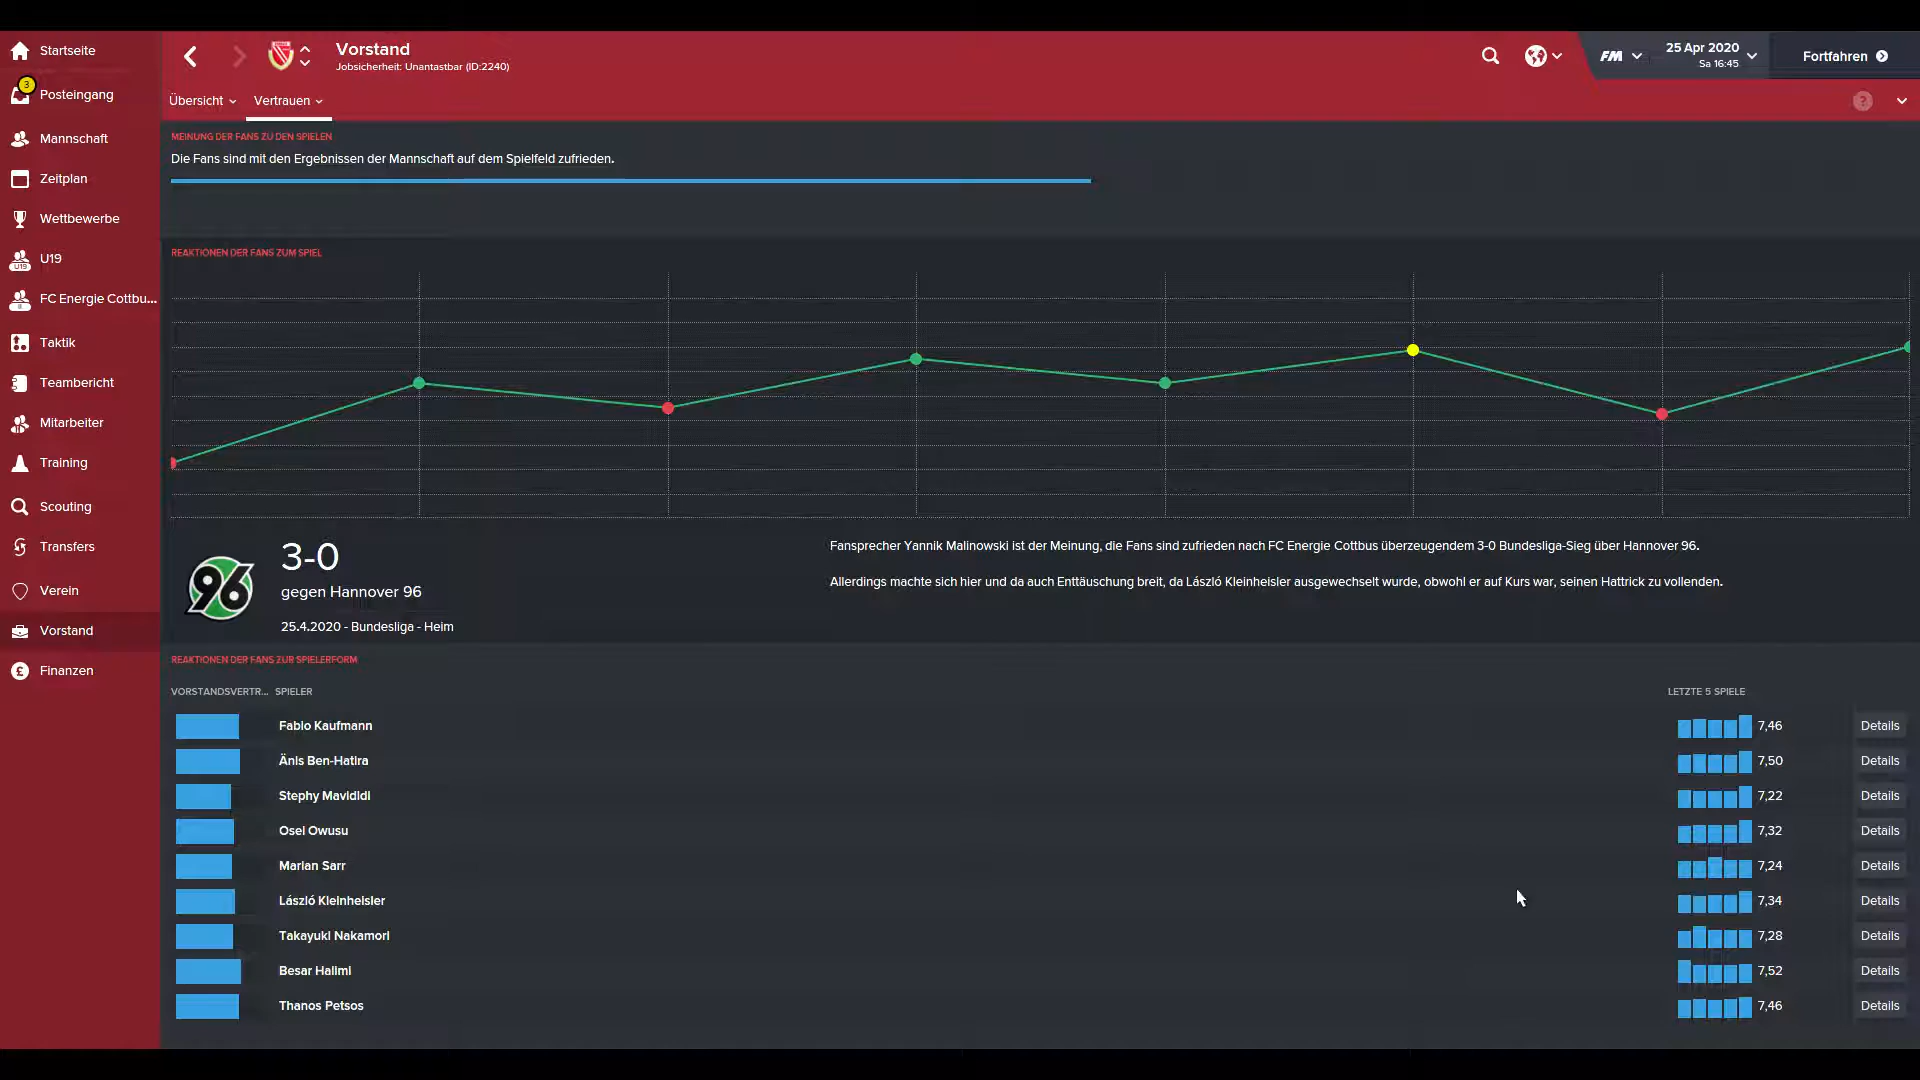 Startseite
3
Posteingang
Mannschaft
Zeitplan
Wettbewerbe
U19
U19
FC Energie Cottbu...
II
Taktik
Teambericht
Mitarbeiter
Training
Scouting
Transfers
Verein
Vorstand
£
Finanzen
Vorstand
Jobsicherheit: Unantastbar (ID:2240)
FM
25 Apr 2020
Sa 16:45
Fortfahren
Übersicht
Vertrauen
?
MEINUNG DER FANS ZU DEN SPIELEN
Die Fans sind mit den Ergebnissen der Mannschaft auf dem Spielfeld zufrieden.
REAKTIONEN DER FANS ZUM SPIEL
96
3-0
gegen Hannover 96
25.4.2020 - Bundesliga - Heim
Fansprecher Yannik Malinowski ist der Meinung, die Fans sind zufrieden nach FC Energie Cottbus überzeugendem 3-0 Bundesliga-Sieg über Hannover 96.
Allerdings machte sich hier und da auch Enttäuschung breit, da László Kleinheisler ausgewechselt wurde, obwohl er auf Kurs war, seinen Hattrick zu vollenden.
REAKTIONEN DER FANS ZUR SPIELERFORM
VORSTANDSVERTR... SPIELER LETZTE 5 SPIELE
Fabio Kaufmann 7,46 Details
Änis Ben-Hatira 7,50 Details
Stephy Mavididi 7,22 Details
Osei Owusu 7,32 Details
Marian Sarr 7,24 Details
László Kleinheisler 7,34 Details
Takayuki Nakamori 7,28 Details
Besar Halimi 7,52 Details
Thanos Petsos 7,46 Details